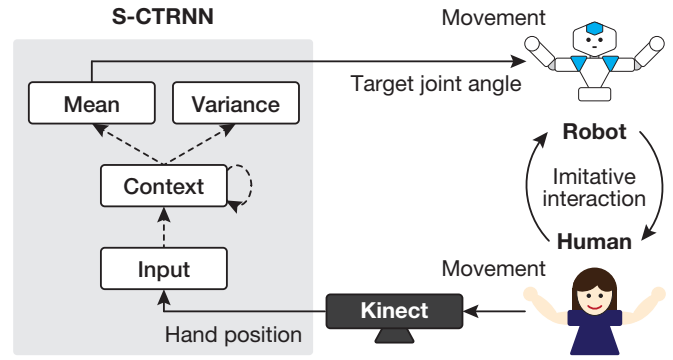 S-CTRNN
Movement
Mean
Variance
Target joint angle
Robot
Context
Imitative
interaction
Human
Input
Movement
Kinect
Hand position